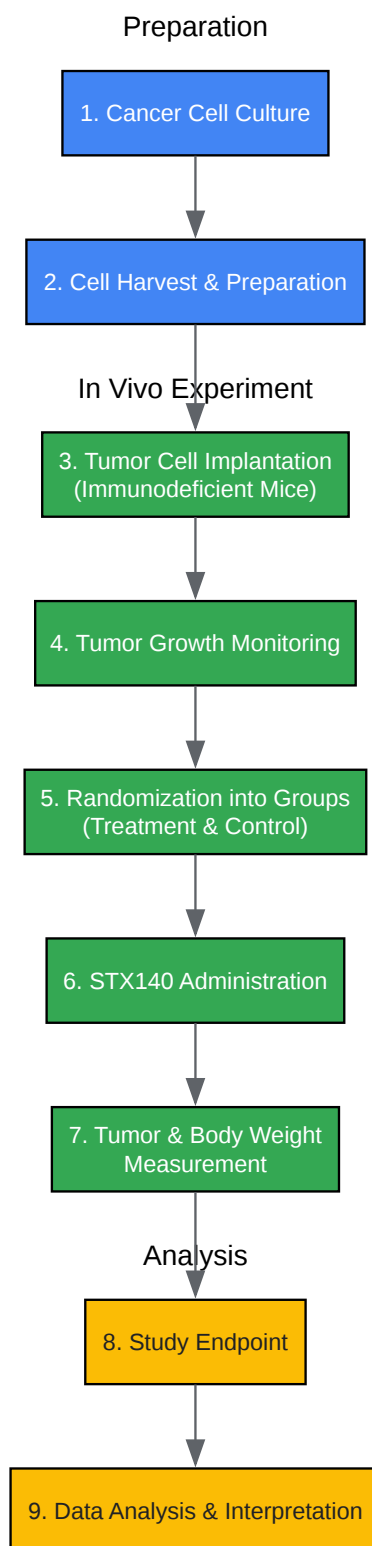 Preparation
1. Cancer Cell Culture
2. Cell Harvest & Preparation
In Vivo Experiment
3. Tumor Cell Implantation
(Immunodeficient Mice)
4. Tumor Growth Monitoring
5. Randomization into Groups
(Treatment & Control)
6. STX140 Administration
7. Tumor & Body Weight
Measurement
Analysis
8. Study Endpoint
9. Data Analysis & Interpretation